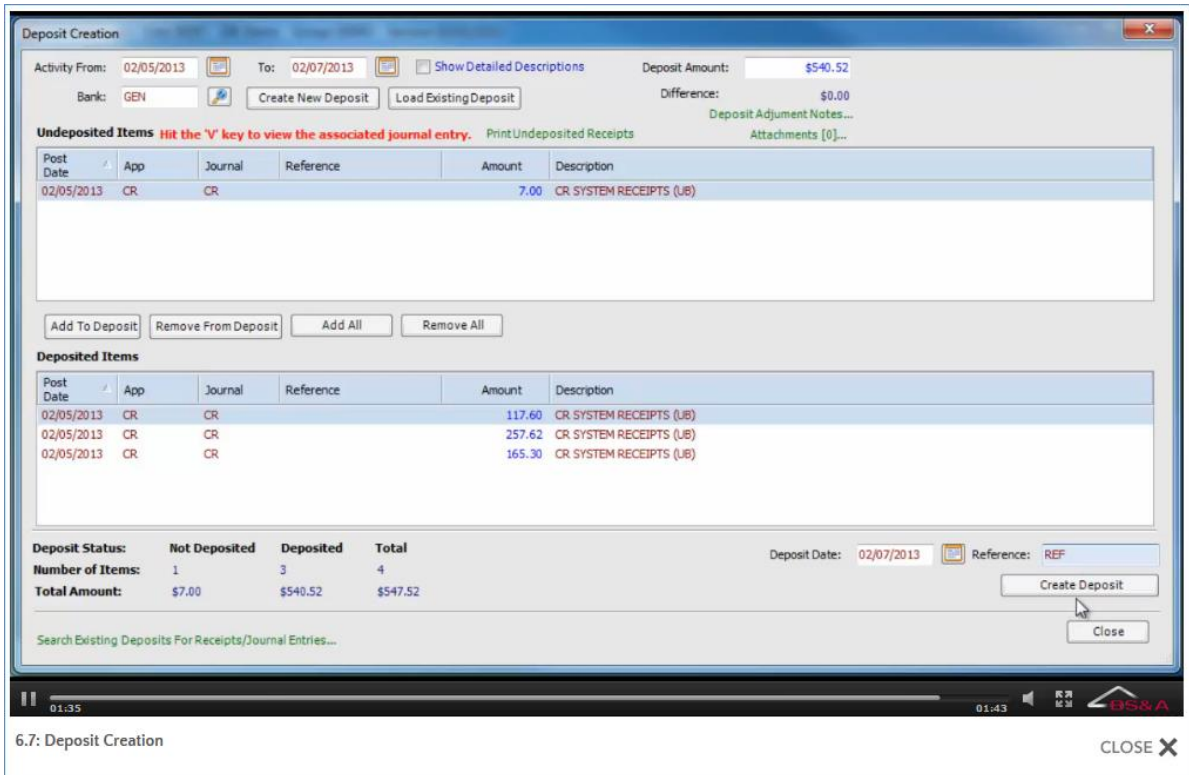 Deposit Creation
Activity From: 02/05/2013 To: 02/07/2013 Show Detailed Descriptions Deposit Amount: $540.52
Bank: GEN Create New Deposit Load Existing Deposit Difference: $0.00
Deposit Adjument Notes...
Undeposited Items Hit the 'V' key to view the associated journal entry. Print Undeposited Receipts Attachments [0]...
Post Date App Journal Reference Amount Description
02/05/2013 CR CR 7.00 CR SYSTEM RECEIPTS (UB)
Add To Deposit Remove From Deposit Add All Remove All
Deposited Items
Post Date App Journal Reference Amount Description
02/05/2013 CR CR 117.60 CR SYSTEM RECEIPTS (UB)
02/05/2013 CR CR 257.62 CR SYSTEM RECEIPTS (UB)
02/05/2013 CR CR 165.30 CR SYSTEM RECEIPTS (UB)
Deposit Status: Not Deposited Deposited Total
Deposit Date: 02/07/2013 Reference: REF
Number of Items: 1 3 4
Total Amount: $7.00 $540.52 $547.52
Create Deposit
Close
Search Existing Deposits For Receipts/Journal Entries...
01:35 01:43 BS&A
6.7: Deposit Creation CLOSE